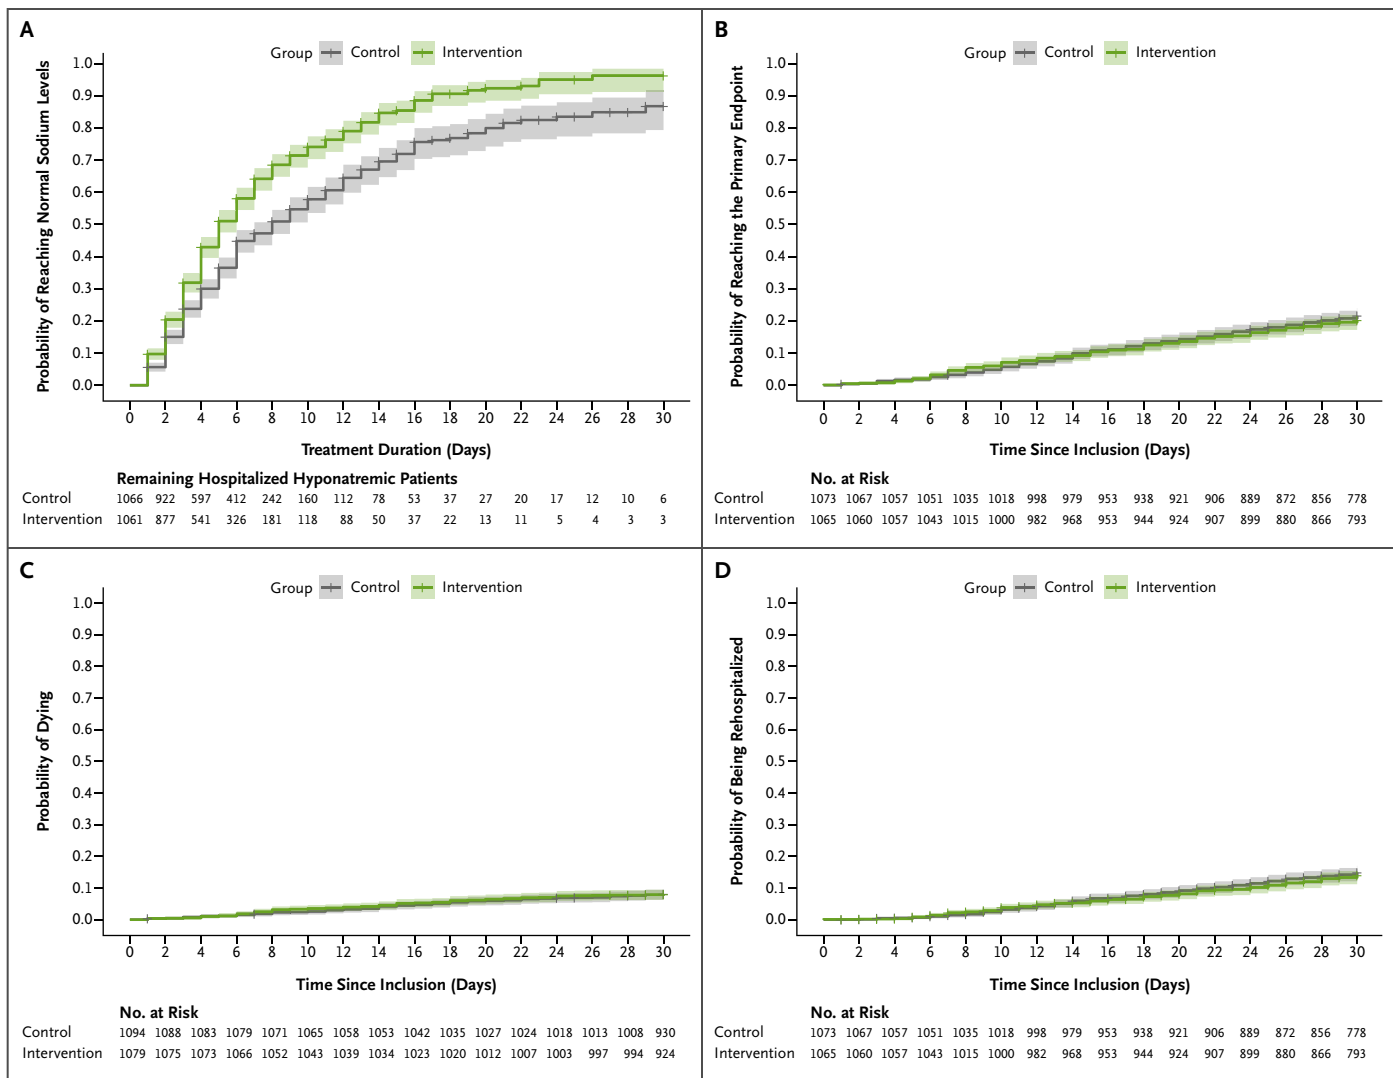 A
Group Control Intervention
Probability of Reaching Normal Sodium Levels
1.0
0.9
0.8
0.7
0.6
0.5
0.4
0.3
0.2
0.1
0.0
0 2 4 6 8 10 12 14 16 18 20 22 24 26 28 30
Treatment Duration (Days)
Remaining Hospitalized Hyponatremic Patients
Control 1066 922 597 412 242 160 112 78 53 37 27 20 17 12 10 6
Intervention 1061 877 541 326 181 118 88 50 37 22 13 11 5 4 3 3
B
Group Control Intervention
Probability of Reaching the Primary Endpoint
1.0
0.9
0.8
0.7
0.6
0.5
0.4
0.3
0.2
0.1
0.0
0 2 4 6 8 10 12 14 16 18 20 22 24 26 28 30
Time Since Inclusion (Days)
No. at Risk
Control 1073 1067 1057 1051 1035 1018 998 979 953 938 921 906 889 872 856 778
Intervention 1065 1060 1057 1043 1015 1000 982 968 953 944 924 907 899 880 866 793
C
Group Control Intervention
Probability of Dying
1.0
0.9
0.8
0.7
0.6
0.5
0.4
0.3
0.2
0.1
0.0
0 2 4 6 8 10 12 14 16 18 20 22 24 26 28 30
Time Since Inclusion (Days)
No. at Risk
Control 1094 1088 1083 1079 1071 1065 1058 1053 1042 1035 1027 1024 1018 1013 1008 930
Intervention 1079 1075 1073 1066 1052 1043 1039 1034 1023 1020 1012 1007 1003 997 994 924
D
Group Control Intervention
Probability of Being Rehospitalized
1.0
0.9
0.8
0.7
0.6
0.5
0.4
0.3
0.2
0.1
0.0
0 2 4 6 8 10 12 14 16 18 20 22 24 26 28 30
Time Since Inclusion (Days)
No. at Risk
Control 1073 1067 1057 1051 1035 1018 998 979 953 938 921 906 889 872 856 778
Intervention 1065 1060 1057 1043 1015 1000 982 968 953 944 924 907 899 880 866 793